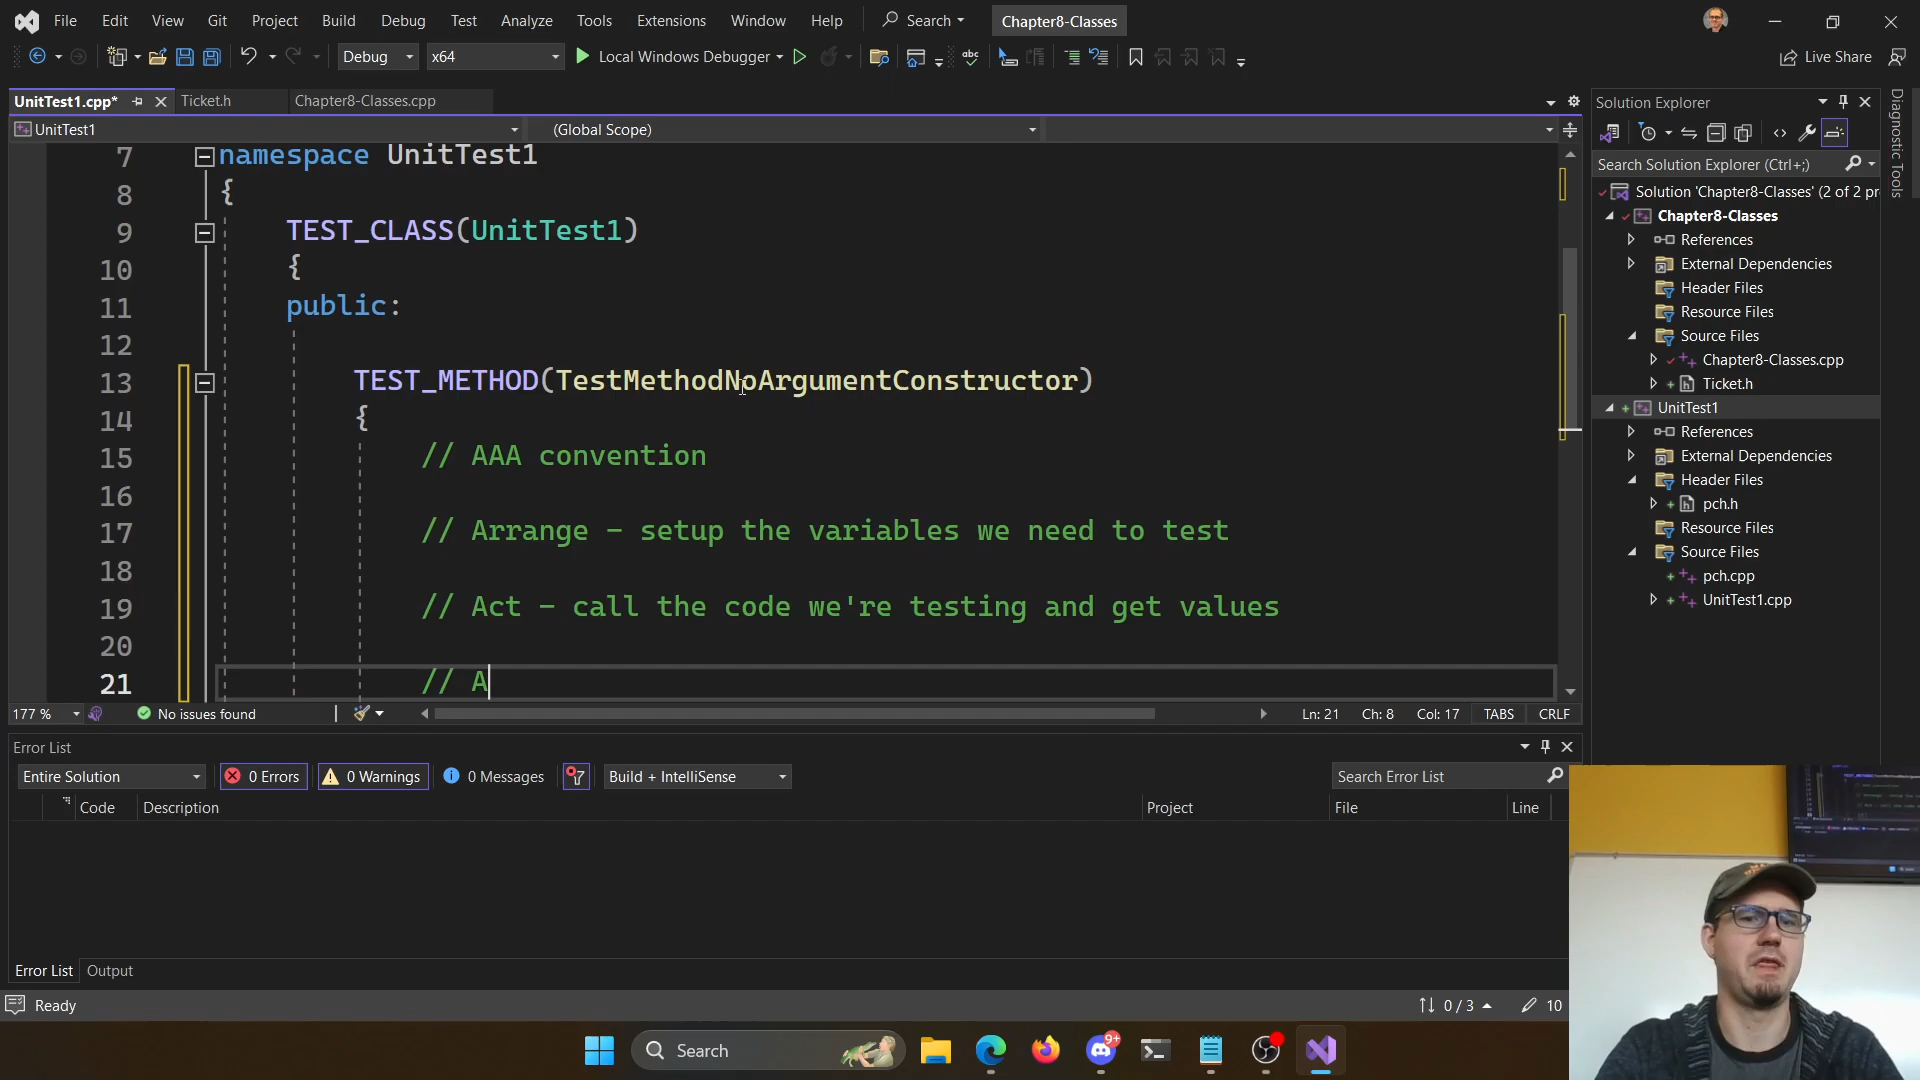 File Edit View Git Project Build Debug Test Analyze Tools Extensions Window Help Search Chapter8-Classes
Debug x64 Local Windows Debugger Live Share
UnitTest1.cpp* Ticket.h Chapter8-Classes.cpp
UnitTest1 (Global Scope)
7 namespace UnitTest1
8 {
9 TEST_CLASS(UnitTest1)
10 {
11 public:
12
13 TEST_METHOD(TestMethodNoArgumentConstructor)
14 {
15 // AAA convention
16
17 // Arrange - setup the variables we need to test
18
19 // Act - call the code we're testing and get values
20
21 // A
177 % No issues found Ln: 21 Ch: 8 Col: 17 TABS CRLF
Error List
Entire Solution 0 Errors 0 Warnings 0 Messages Build + IntelliSense Search Error List
Code Description Project File Line
Error List Output
Ready 0 / 3 10
Solution Explorer
Search Solution Explorer (Ctrl+;)
Solution 'Chapter8-Classes' (2 of 2 pr
Chapter8-Classes
References
External Dependencies
Header Files
Resource Files
Source Files
Chapter8-Classes.cpp
Ticket.h
UnitTest1
References
External Dependencies
Header Files
pch.h
Resource Files
Source Files
pch.cpp
UnitTest1.cpp
Diagnostic Tools
Search 9+